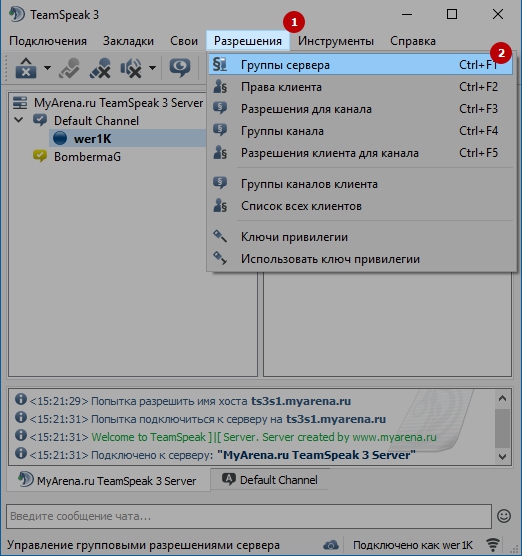 TeamSpeak 3
1
Подключения Закладки Свои Разрешения Инструменты Справка
2
Группы сервера Ctrl+F1
Права клиента Ctrl+F2
Разрешения для канала Ctrl+F3
Группы канала Ctrl+F4
Разрешения клиента для канала Ctrl+F5
Группы каналов клиента
Список всех клиентов
Ключи привилегии
Использовать ключ привилегии
MyArena.ru TeamSpeak 3 Server
Default Channel
wer1K
BombermaG
<15:21:29> Попытка разрешить имя хоста ts3s1.myarena.ru
<15:21:31> Попытка подключиться к серверу на ts3s1.myarena.ru
<15:21:31> Welcome to TeamSpeak ]|[ Server. Server created by www.myarena.ru
<15:21:31> Подключено к серверу: "MyArena.ru TeamSpeak 3 Server"
MyArena.ru TeamSpeak 3 Server Default Channel
Введите сообщение чата...
Управление групповыми разрешениями сервера Подключено как wer1K